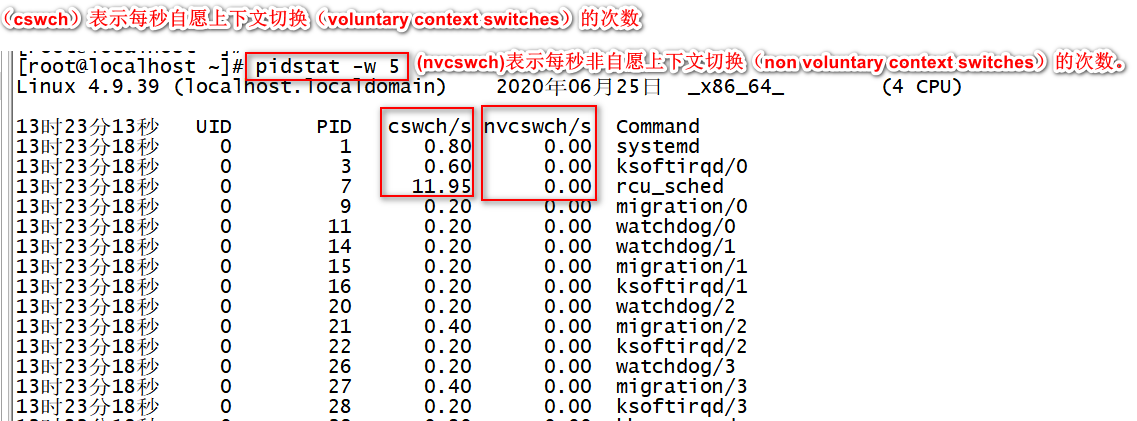 （cswch）表示每秒自愿上下文切换（voluntary context switches）的次数
[root@localhost ~]#
[root@localhost ~]# pidstat -w 5 (nvcswch)表示每秒非自愿上下文切换（non voluntary context switches）的次数。
Linux 4.9.39 (localhost.localdomain) 2020年06月25日 _x86_64_ (4 CPU)
13时23分13秒 UID PID cswch/s nvcswch/s Command
13时23分18秒 0 1 0.80 0.00 systemd
13时23分18秒 0 3 0.60 0.00 ksoftirqd/0
13时23分18秒 0 7 11.95 0.00 rcu_sched
13时23分18秒 0 9 0.20 0.00 migration/0
13时23分18秒 0 11 0.20 0.00 watchdog/0
13时23分18秒 0 14 0.20 0.00 watchdog/1
13时23分18秒 0 15 0.20 0.00 migration/1
13时23分18秒 0 16 0.20 0.00 ksoftirqd/1
13时23分18秒 0 20 0.20 0.00 watchdog/2
13时23分18秒 0 21 0.40 0.00 migration/2
13时23分18秒 0 22 0.20 0.00 ksoftirqd/2
13时23分18秒 0 26 0.20 0.00 watchdog/3
13时23分18秒 0 27 0.40 0.00 migration/3
13时23分18秒 0 28 0.20 0.00 ksoftirqd/3